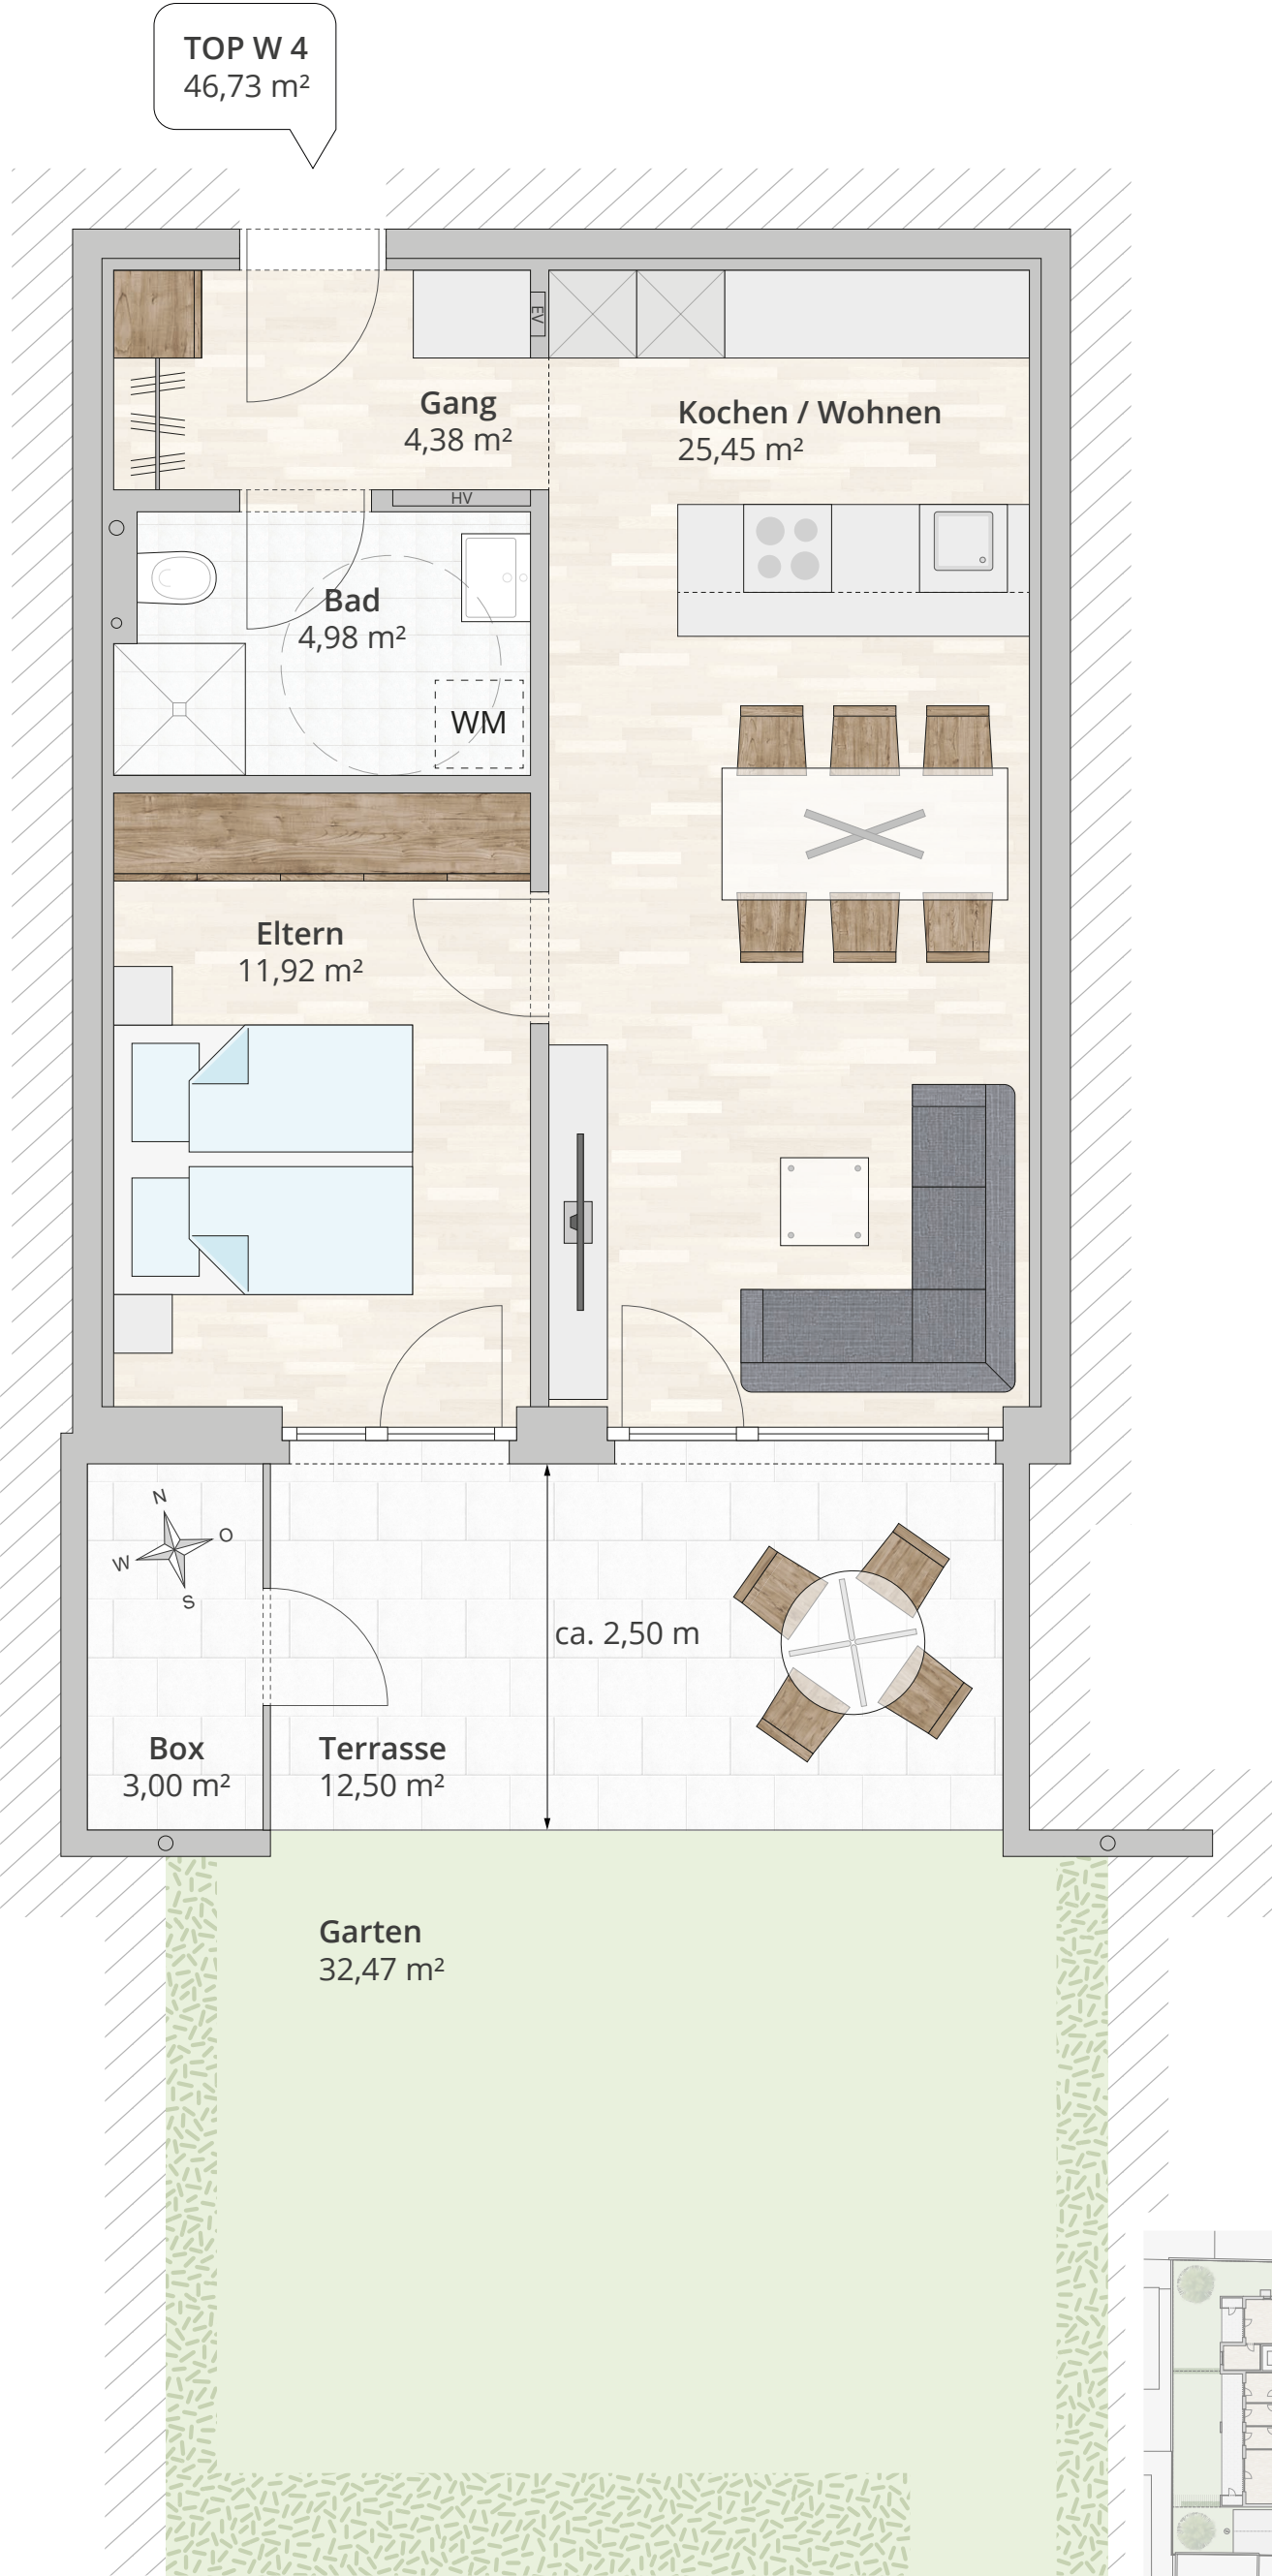 TOP W 4
46,73 m²
EV
Gang
4,38 m²
Kochen / Wohnen
25,45 m²
HV
Bad
4,98 m²
WM
Eltern
11,92 m²
N
O
W
S
ca. 2,50 m
Box
3,00 m²
Terrasse
12,50 m²
Garten
32,47 m²